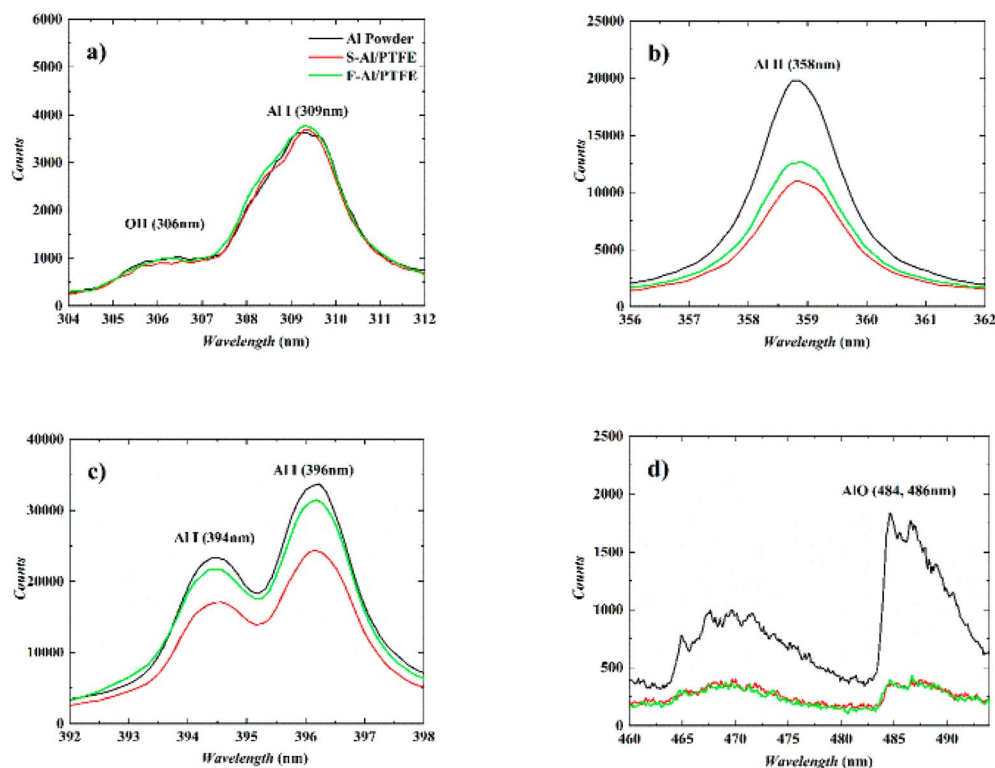 a)
Al Powder
S-Al/PTFE
F-Al/PTFE
Al I (309nm)
OII (306nm)
6000
5000
4000
3000
2000
1000
0
Counts
304 305 306 307 308 309 310 311 312
Wavelength (nm)
b)
Al II (358nm)
25000
20000
15000
10000
5000
0
Counts
356 357 358 359 360 361 362
Wavelength (nm)
c)
Al I (396nm)
Al I (394nm)
40000
30000
20000
10000
0
Counts
392 393 394 395 396 397 398
Wavelength (nm)
d)
AlO (484, 486nm)
2500
2000
1500
1000
500
0
Counts
460 465 470 475 480 485 490
Wavelength (nm)